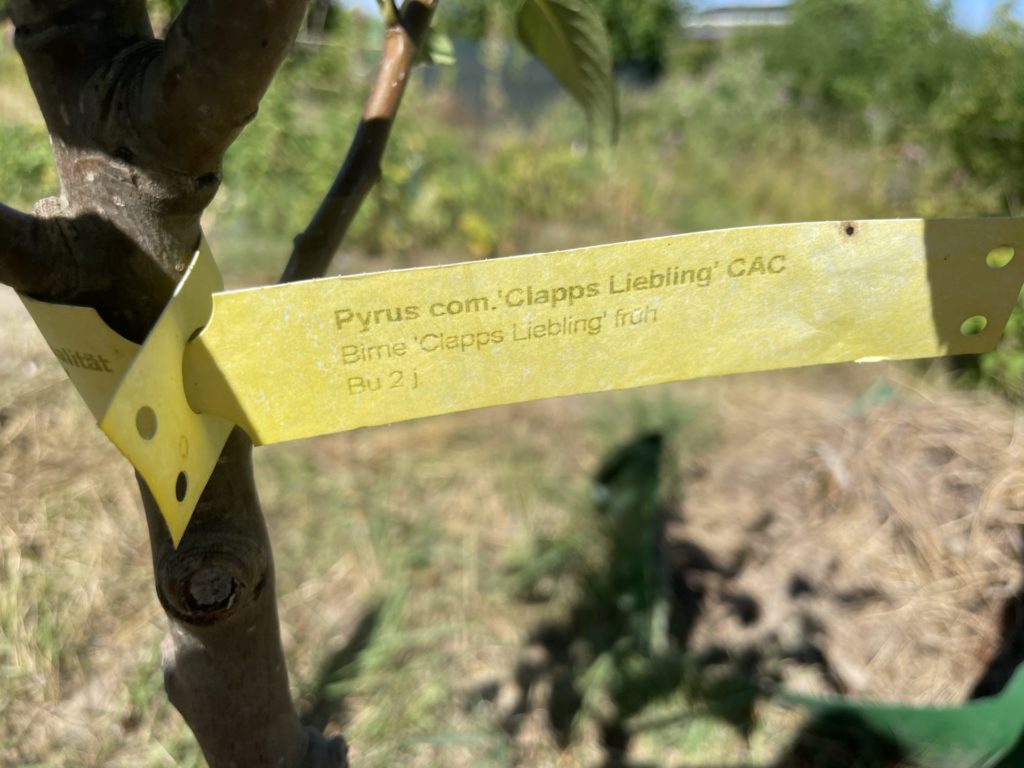 Pyrus com.'Clapps Liebling' CAC
Birne 'Clapps Liebling' früh
Bu 2 j